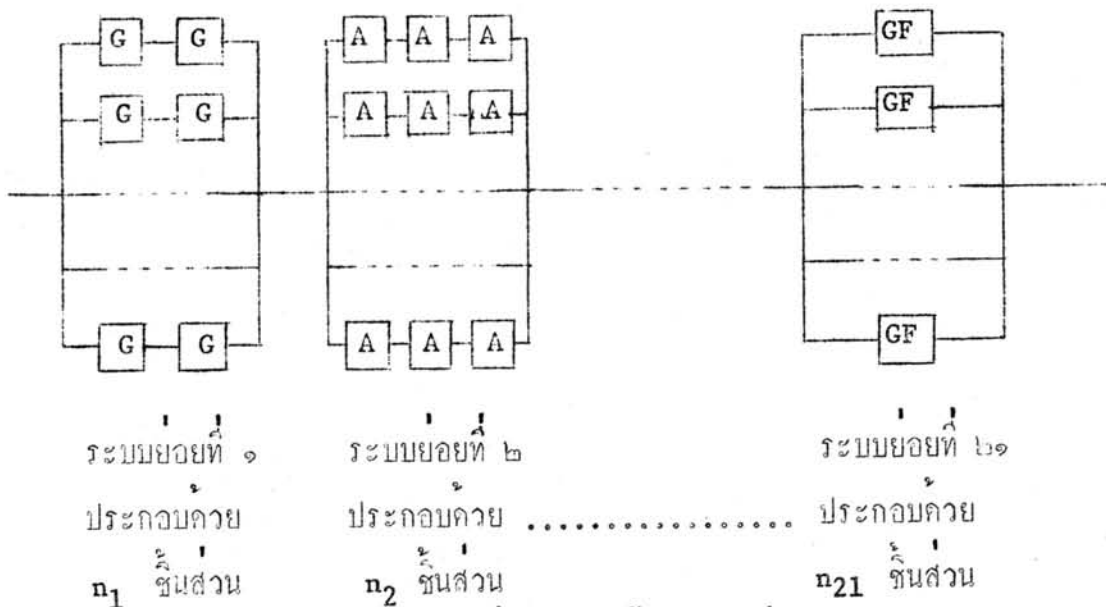 G G A A A GF
G G A A A GF
G G A A A GF
ระบบย่อยที่ ๑ ระบบย่อยที่ ๒ ระบบย่อยที่ ๒๑
ประกอบด้วย ประกอบด้วย ................. ประกอบด้วย
n1 ชิ้นส่วน n2 ชิ้นส่วน n21 ชิ้นส่วน